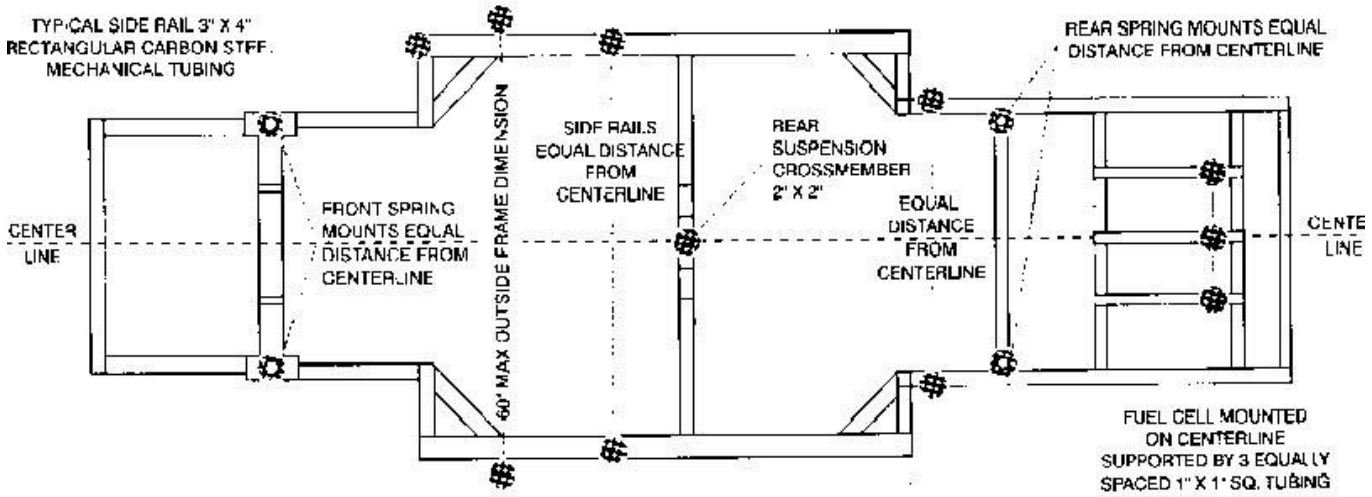 TYPICAL SIDE RAIL 3" X 4"
RECTANGULAR CARBON STEEL
MECHANICAL TUBING
REAR SPRING MOUNTS EQUAL
DISTANCE FROM CENTERLINE
60" MAX OUTSIDE FRAME DIMENSION
SIDE RAILS
EQUAL DISTANCE
FROM
CENTERLINE
REAR
SUSPENSION
CROSSMEMBER
2" X 2"
FRONT SPRING
MOUNTS EQUAL
DISTANCE FROM
CENTERLINE
EQUAL
DISTANCE
FROM
CENTERLINE
CENTER
LINE
CENTE
LINE
FUEL CELL MOUNTED
ON CENTERLINE
SUPPORTED BY 3 EQUALLY
SPACED 1" X 1" SQ. TUBING